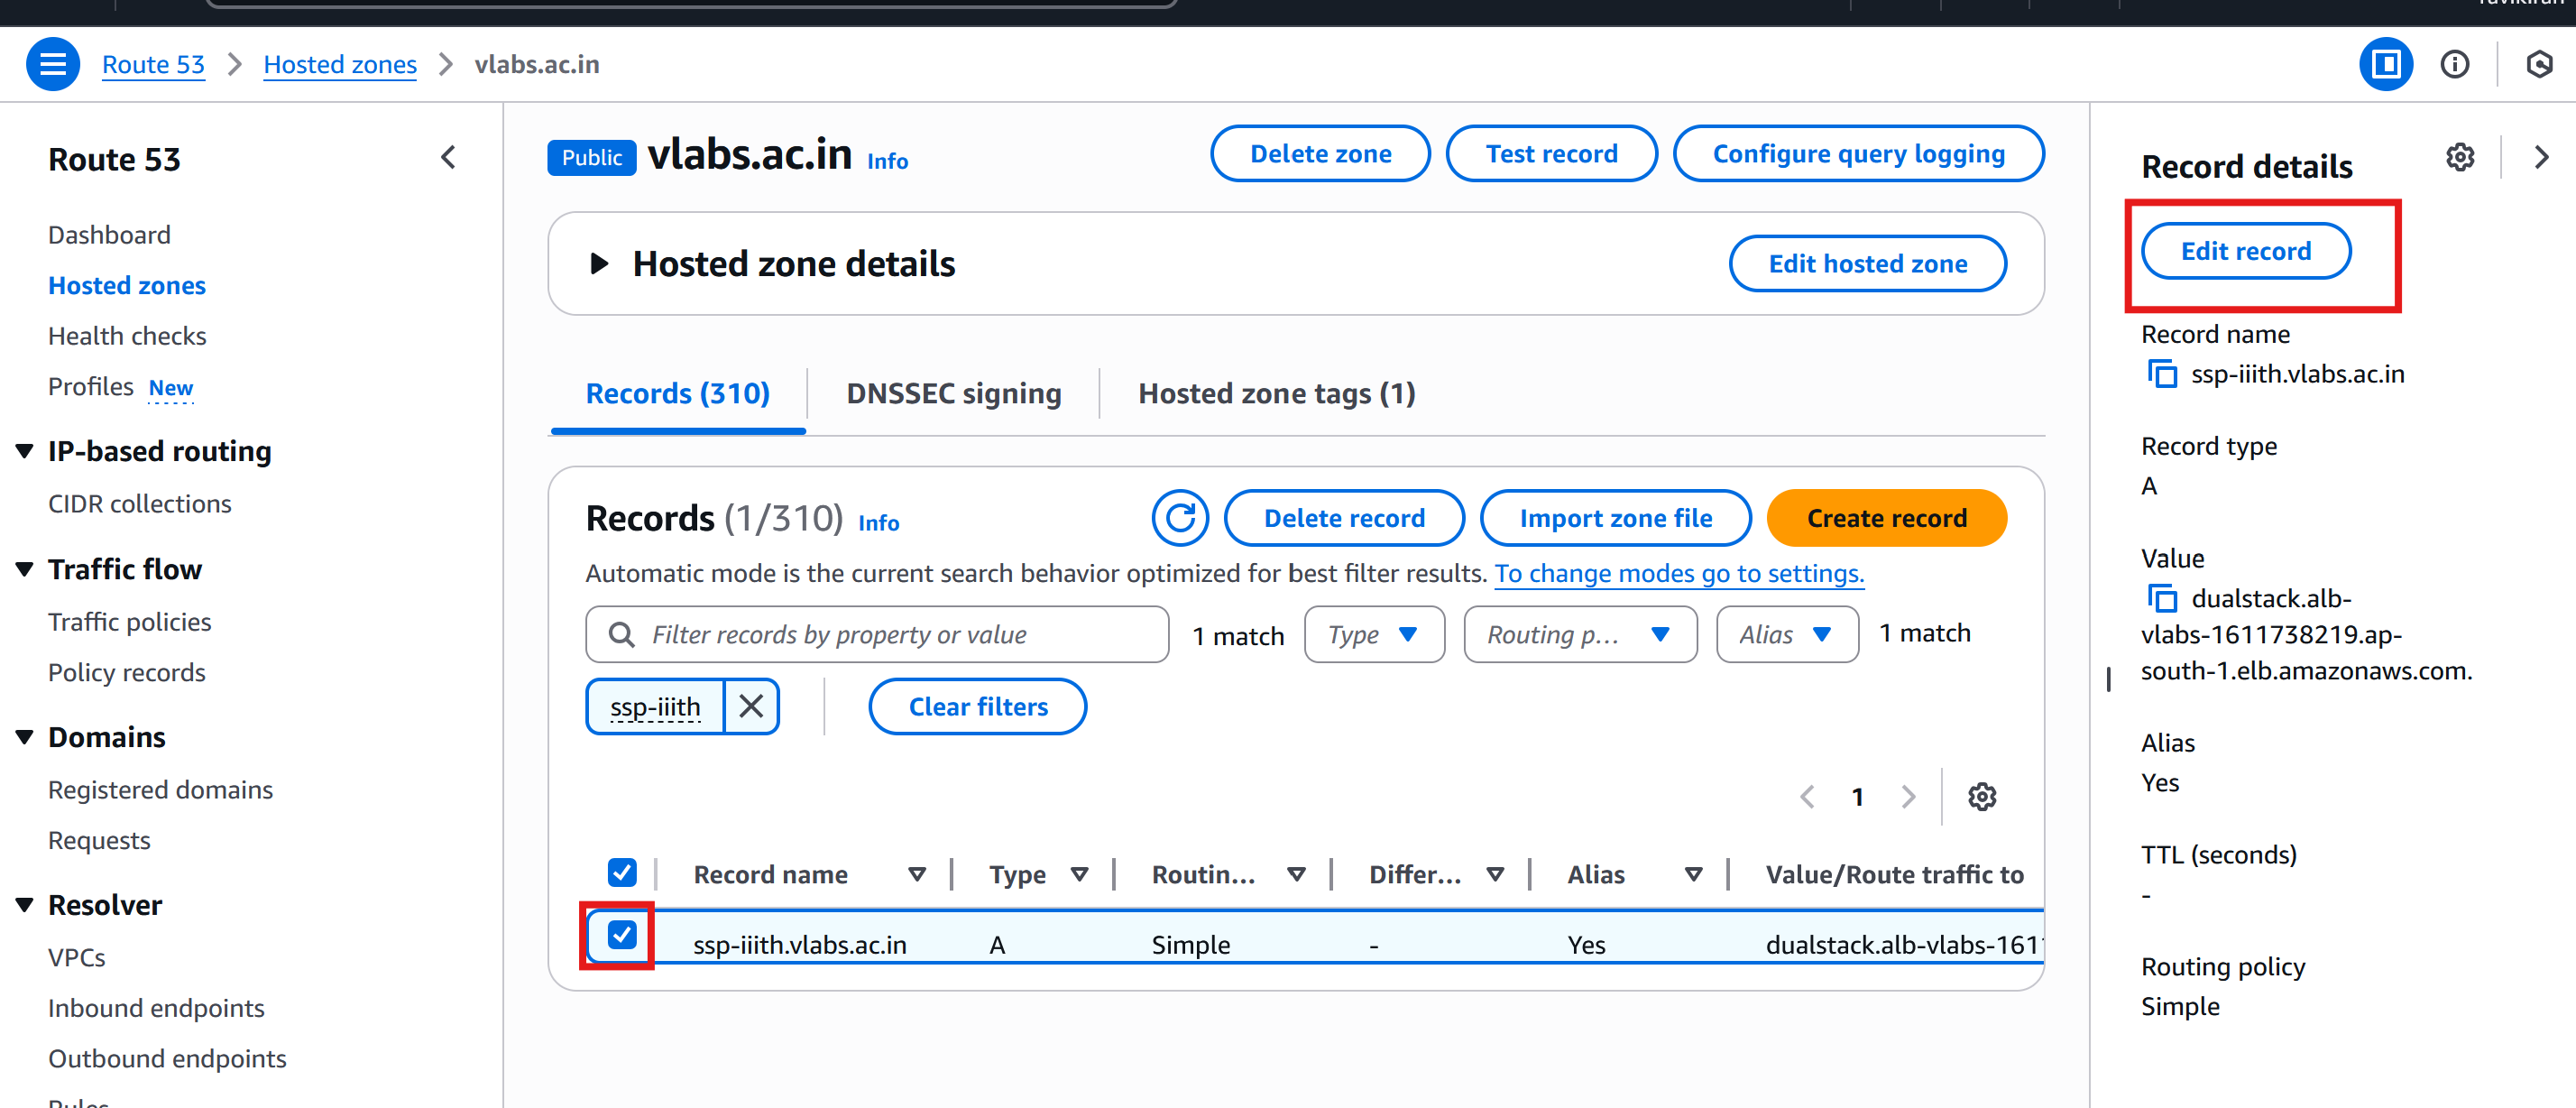 Route 53 > Hosted zones > vlabs.ac.in
Route 53
Dashboard
Hosted zones
Health checks
Profiles New
IP-based routing
CIDR collections
Traffic flow
Traffic policies
Policy records
Domains
Registered domains
Requests
Resolver
VPCs
Inbound endpoints
Outbound endpoints
Public vlabs.ac.in Info
Delete zone
Test record
Configure query logging
Hosted zone details
Edit hosted zone
Records (310)
DNSSEC signing
Hosted zone tags (1)
Records (1/310) Info
Delete record
Import zone file
Create record
Automatic mode is the current search behavior optimized for best filter results. To change modes go to settings.
Filter records by property or value
1 match
Type
Routing p...
Alias
1 match
ssp-iiith
Clear filters
1
Record name Type Routin... Differ... Alias Value/Route traffic to
ssp-iiith.vlabs.ac.in A Simple - Yes dualstack.alb-vlabs-161
Record details
Edit record
Record name
ssp-iiith.vlabs.ac.in
Record type
A
Value
dualstack.alb-
vlabs-1611738219.ap-
south-1.elb.amazonaws.com.
Alias
Yes
TTL (seconds)
-
Routing policy
Simple